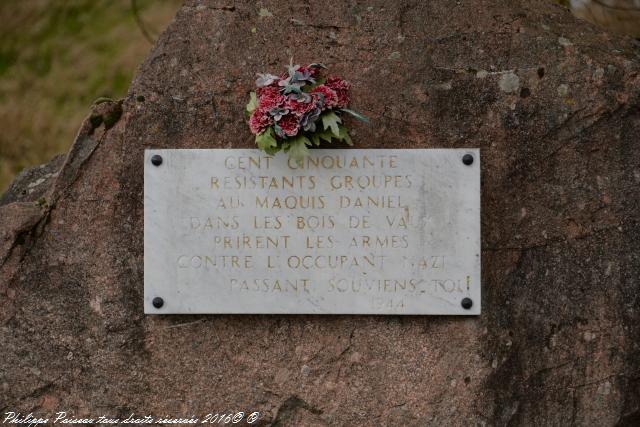 CENT CINQUANTE
RESISTANTS GROUPES
AU MAQUIS DANIEL
DANS LES BOIS DE
PRIRENT LES ARMES
CONTRE L'OCCUPANT NAZI
PASSANT SOUVIENS-TOI
1944
Philippe Poiseau tous droits réservés 2016 © ©